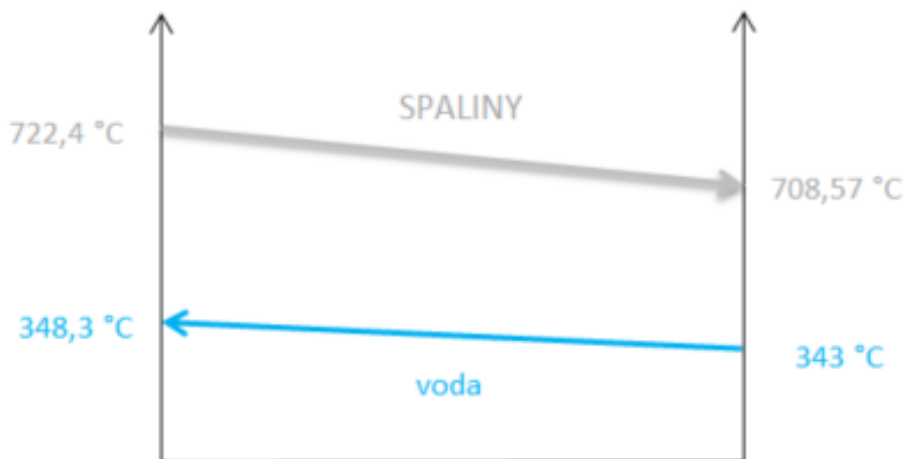 SPALINY
722,4 °C
708,57 °C
348,3 °C
343 °C
voda